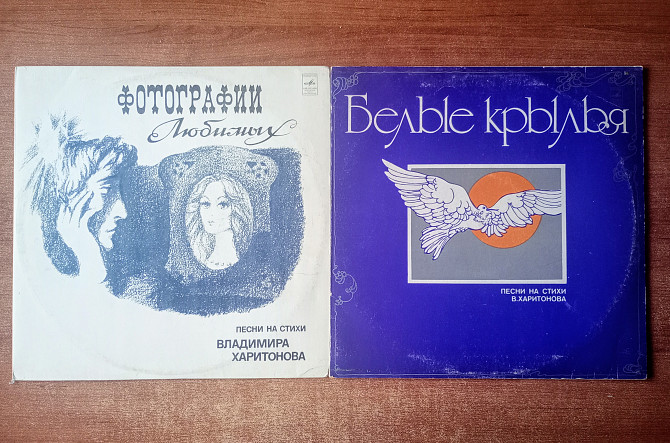 ФОТОГРАФИИ
Любимых
ПЕСНИ НА СТИХИ
ВЛАДИМИРА
ХАРИТОНОВА
Белые крылья
ПЕСНИ НА СТИХИ
В.ХАРИТОНОВА